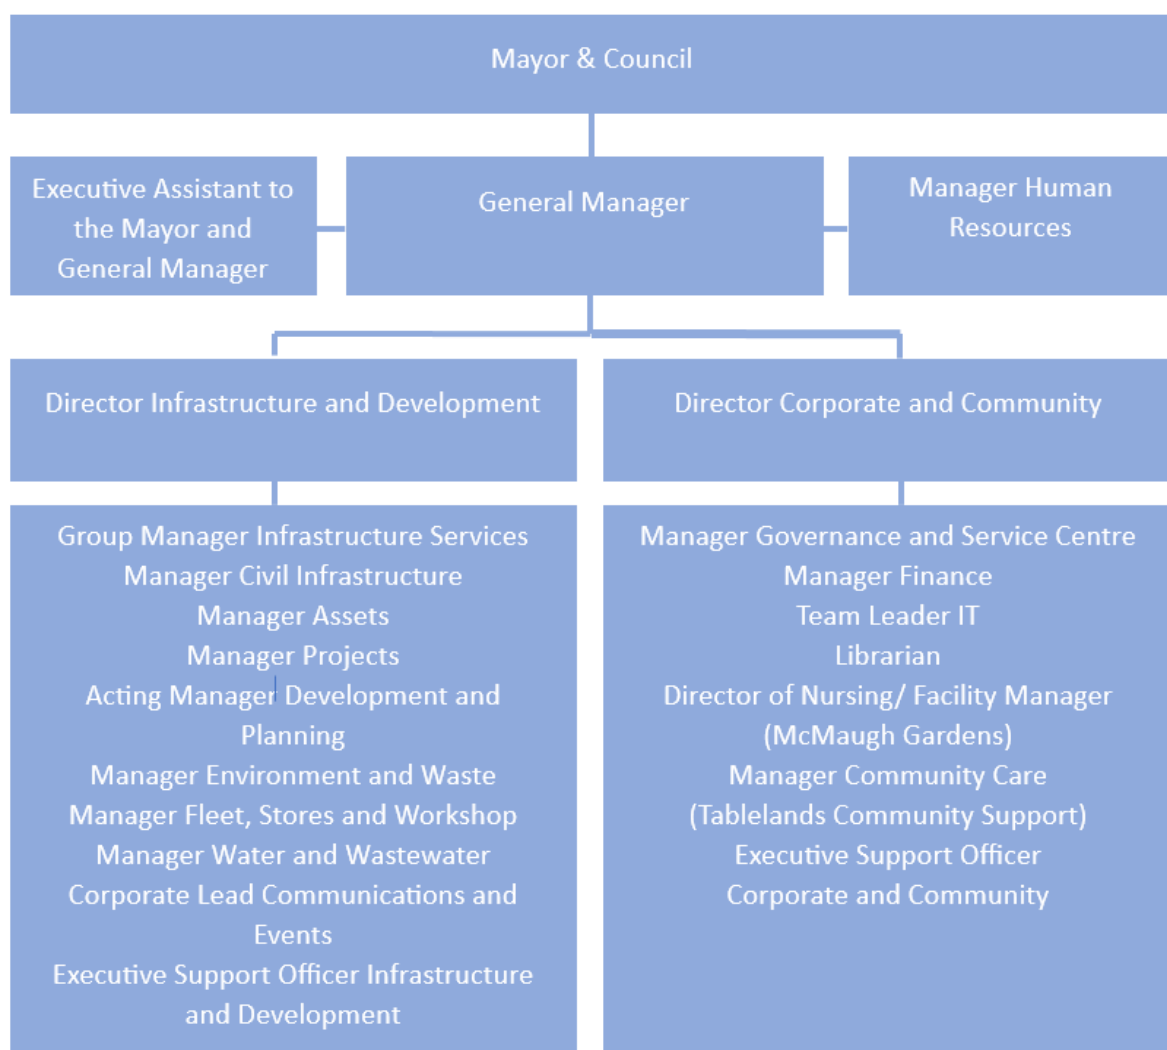 Mayor & Council
Executive Assistant to
the Mayor and
General Manager
General Manager
Manager Human
Resources
Director Infrastructure and Development
Director Corporate and Community
Group Manager Infrastructure Services
Manager Civil Infrastructure
Manager Assets
Manager Projects
Acting Manager Development and
Planning
Manager Environment and Waste
Manager Fleet, Stores and Workshop
Manager Water and Wastewater
Corporate Lead Communications and
Events
Executive Support Officer Infrastructure
and Development
Manager Governance and Service Centre
Manager Finance
Team Leader IT
Librarian
Director of Nursing/ Facility Manager
(McMaugh Gardens)
Manager Community Care
(Tablelands Community Support)
Executive Support Officer
Corporate and Community